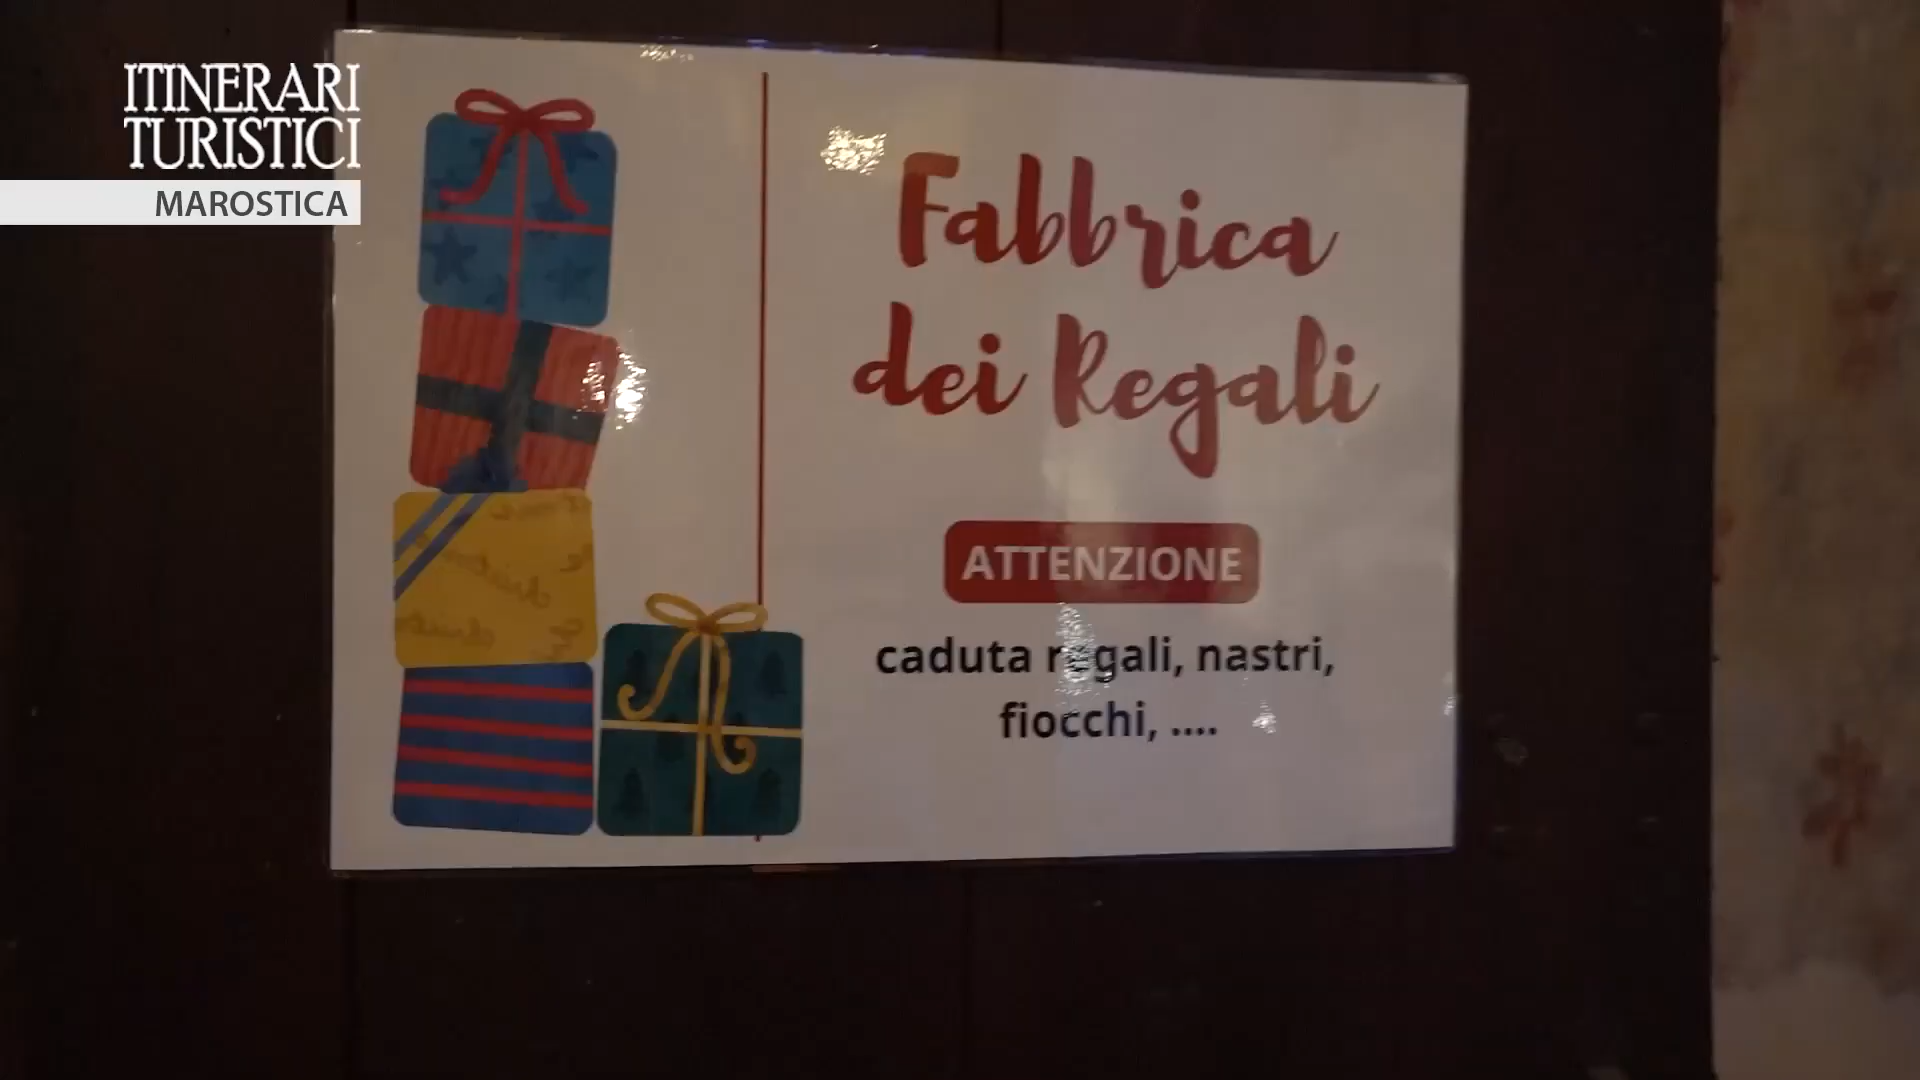 ITINERARI
TURISTICI
MAROSTICA
Fabbrica
dei Regali
ATTENZIONE
caduta regali, nastri,
fiocchi, ....